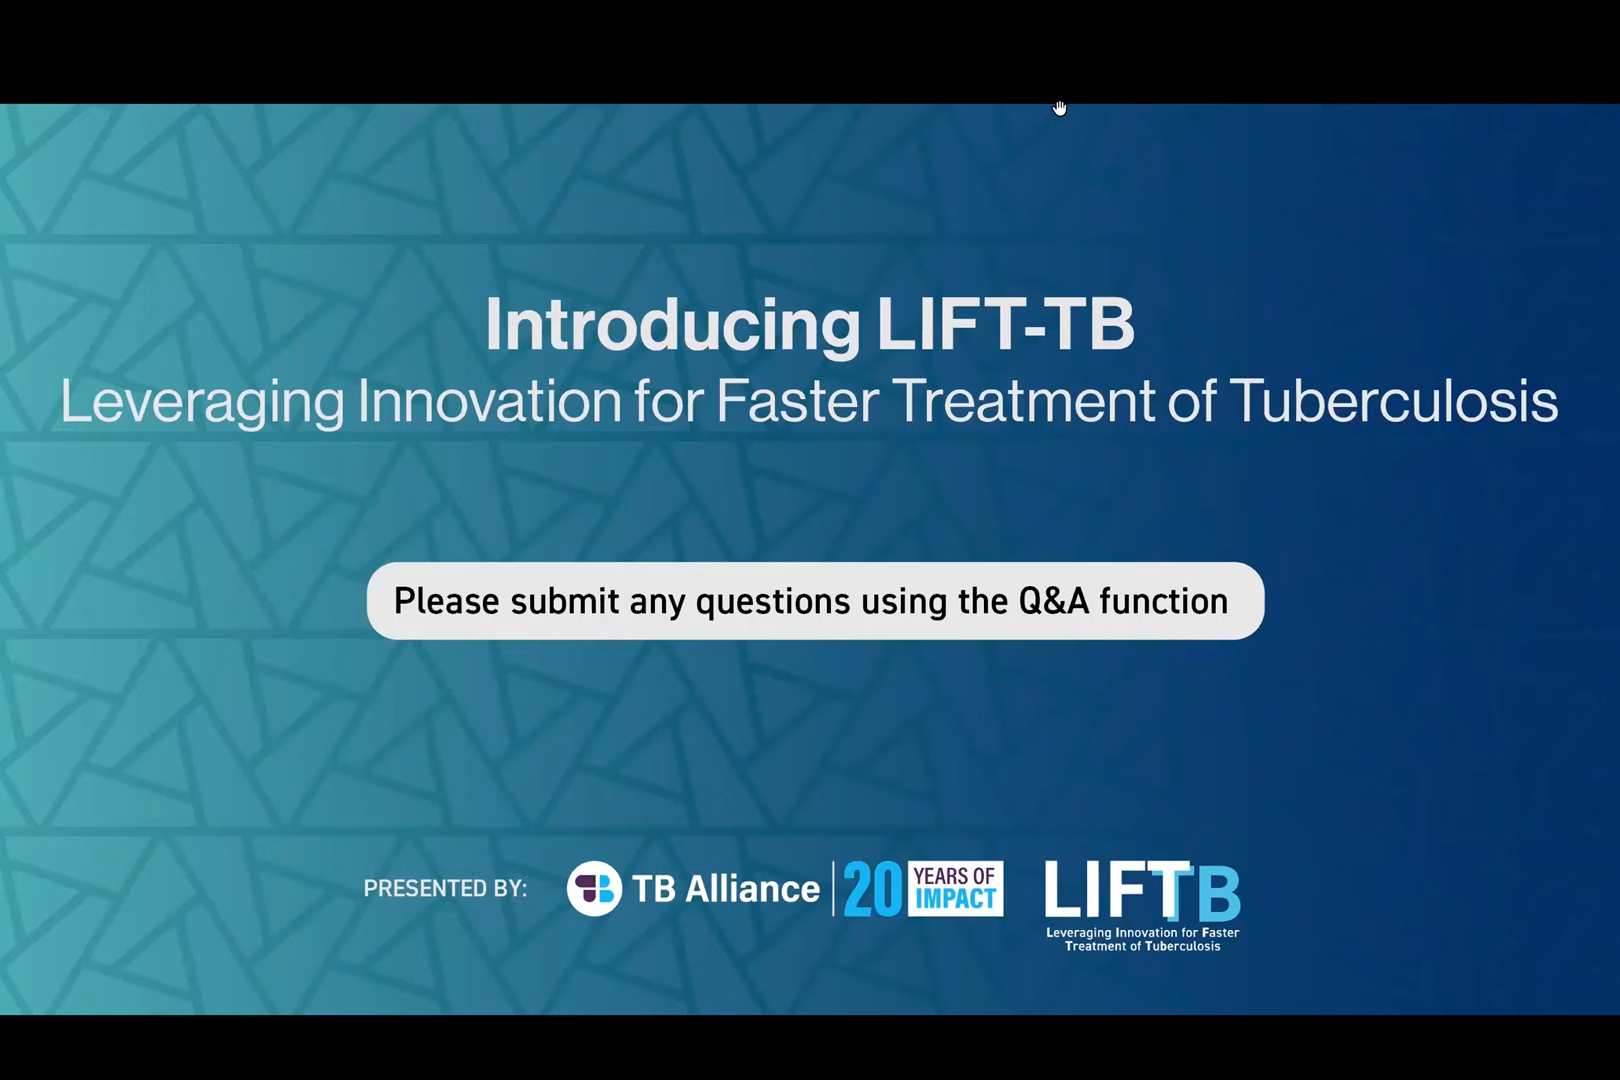 Introducing LIFT-TB
Leveraging Innovation for Faster Treatment of Tuberculosis
Please submit any questions using the Q&A function
PRESENTED BY:
TB Alliance
20 YEARS OF IMPACT
LIFTB
Leveraging Innovation for Faster
Treatment of Tuberculosis